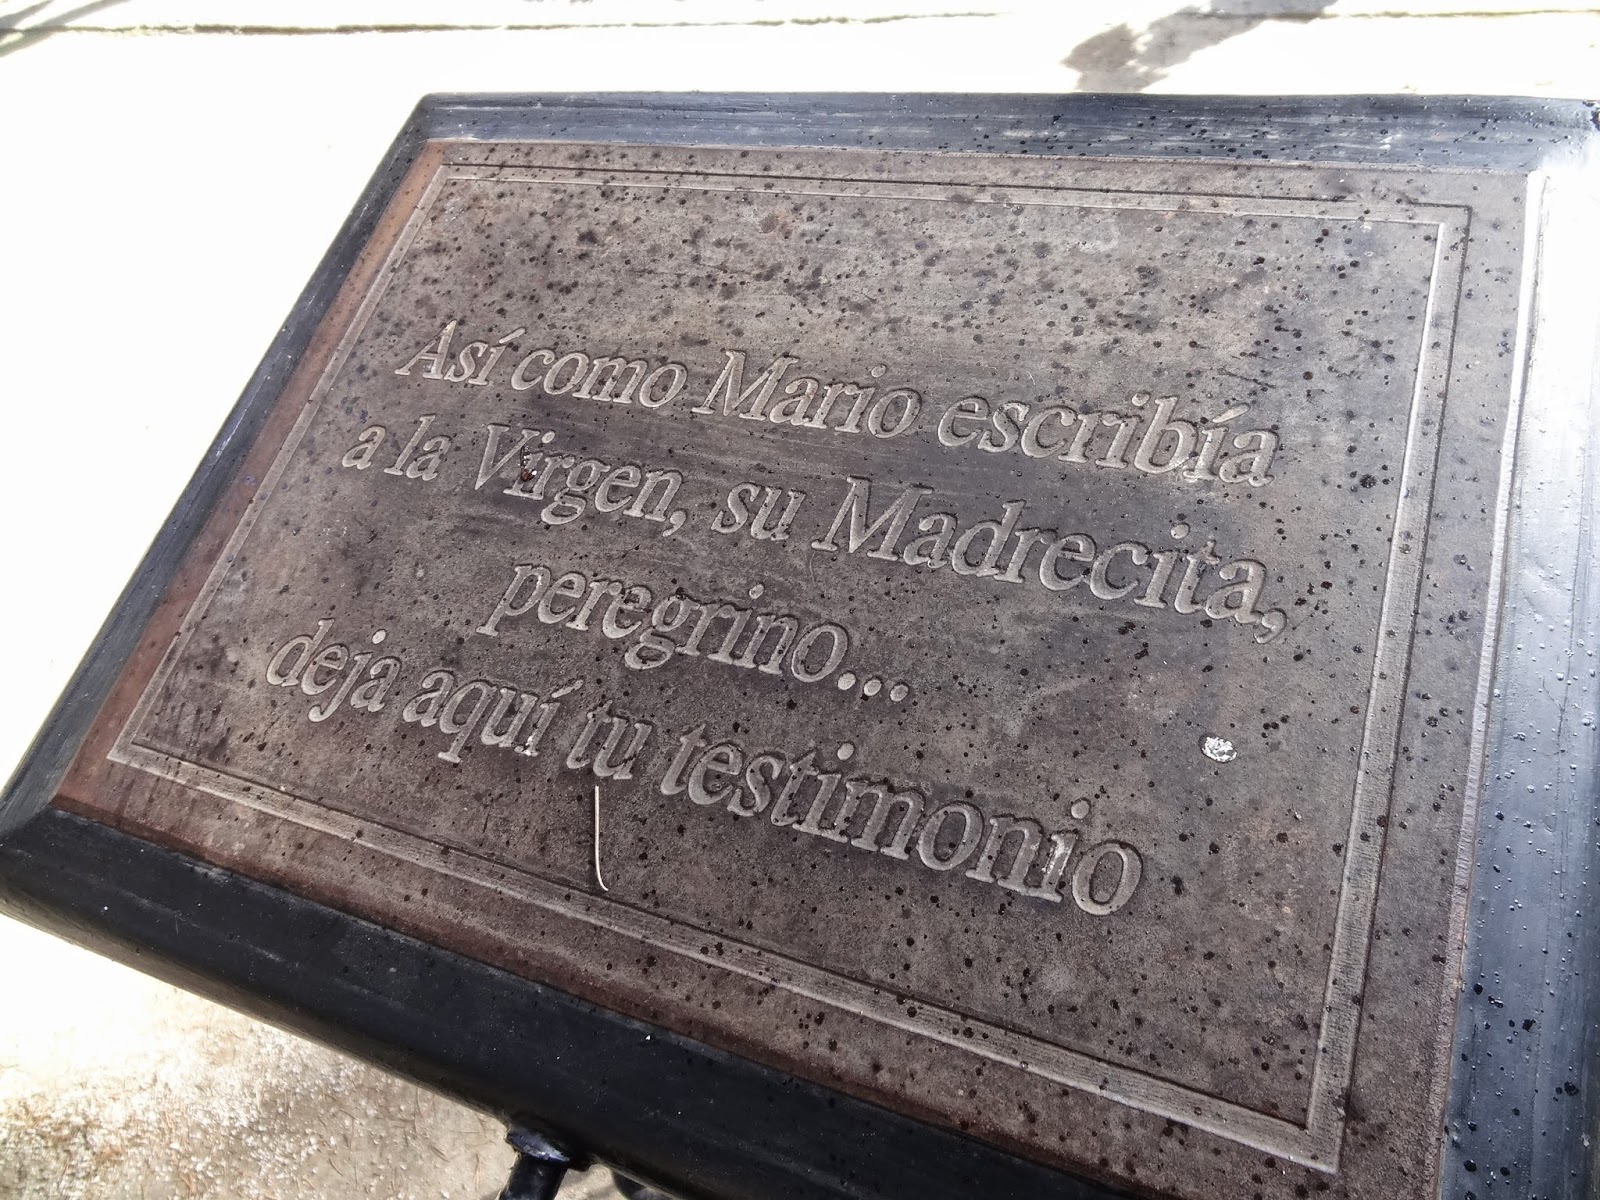 Así como Mario escribía
a la Virgen, su Madrecita,
peregrino...
deja aquí tu testimonio